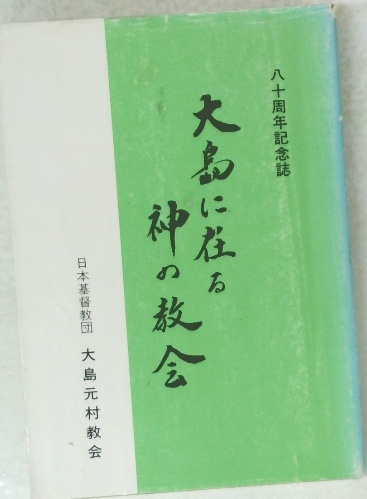 八十周年記念誌
大島に在る
神の教会
日本基督教団 大島元村教会